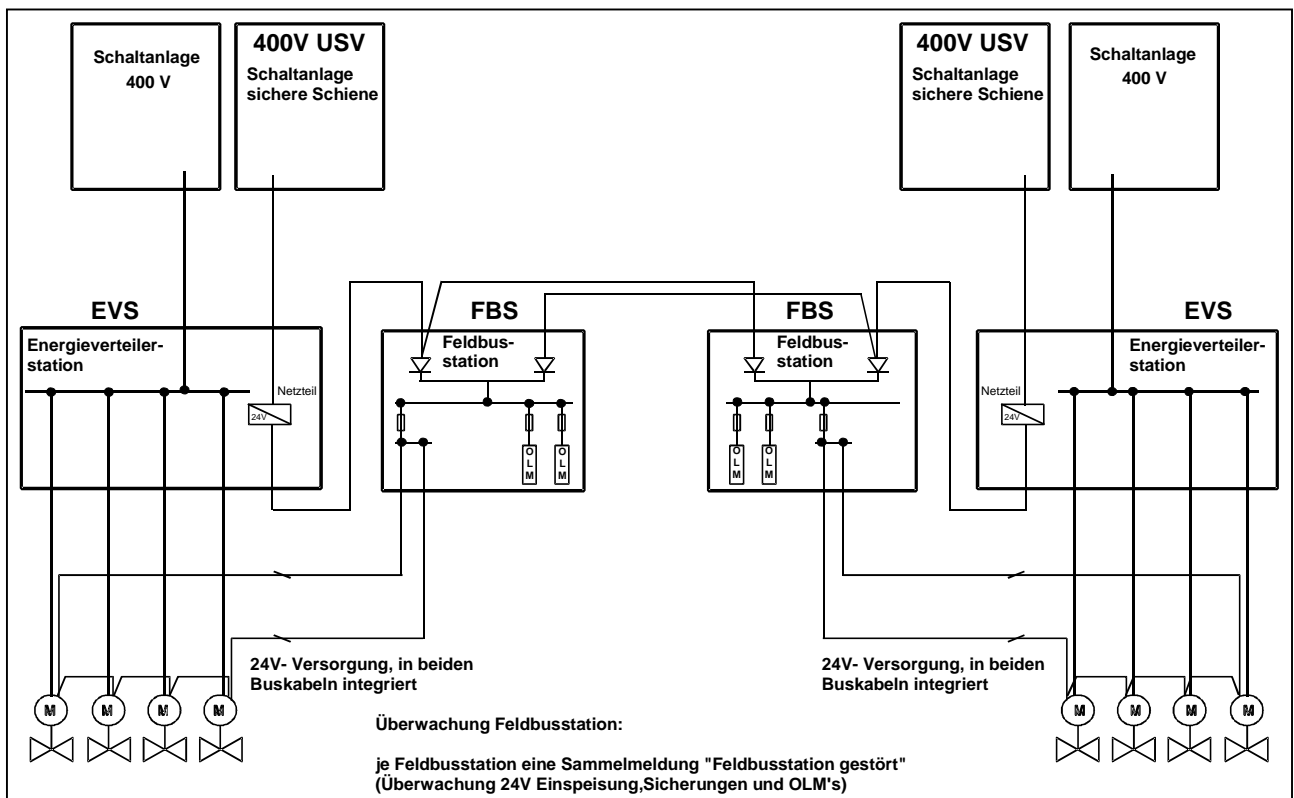 Schaltanlage
400 V
400V USV
Schaltanlage
sichere Schiene
400V USV
Schaltanlage
sichere Schiene
Schaltanlage
400 V
EVS
FBS
FBS
EVS
Energieverteiler-
station
Netzteil
24V
Feldbus-
station
O
L
M
O
L
M
Feldbus-
station
O
L
M
O
L
M
Energieverteiler-
station
Netzteil
24V
24V- Versorgung, in beiden
Buskabeln integriert
24V- Versorgung, in beiden
Buskabeln integriert
M
M
M
M
M
M
M
M
Überwachung Feldbusstation:
je Feldbusstation eine Sammelmeldung "Feldbusstation gestört"
(Überwachung 24V Einspeisung,Sicherungen und OLM's)